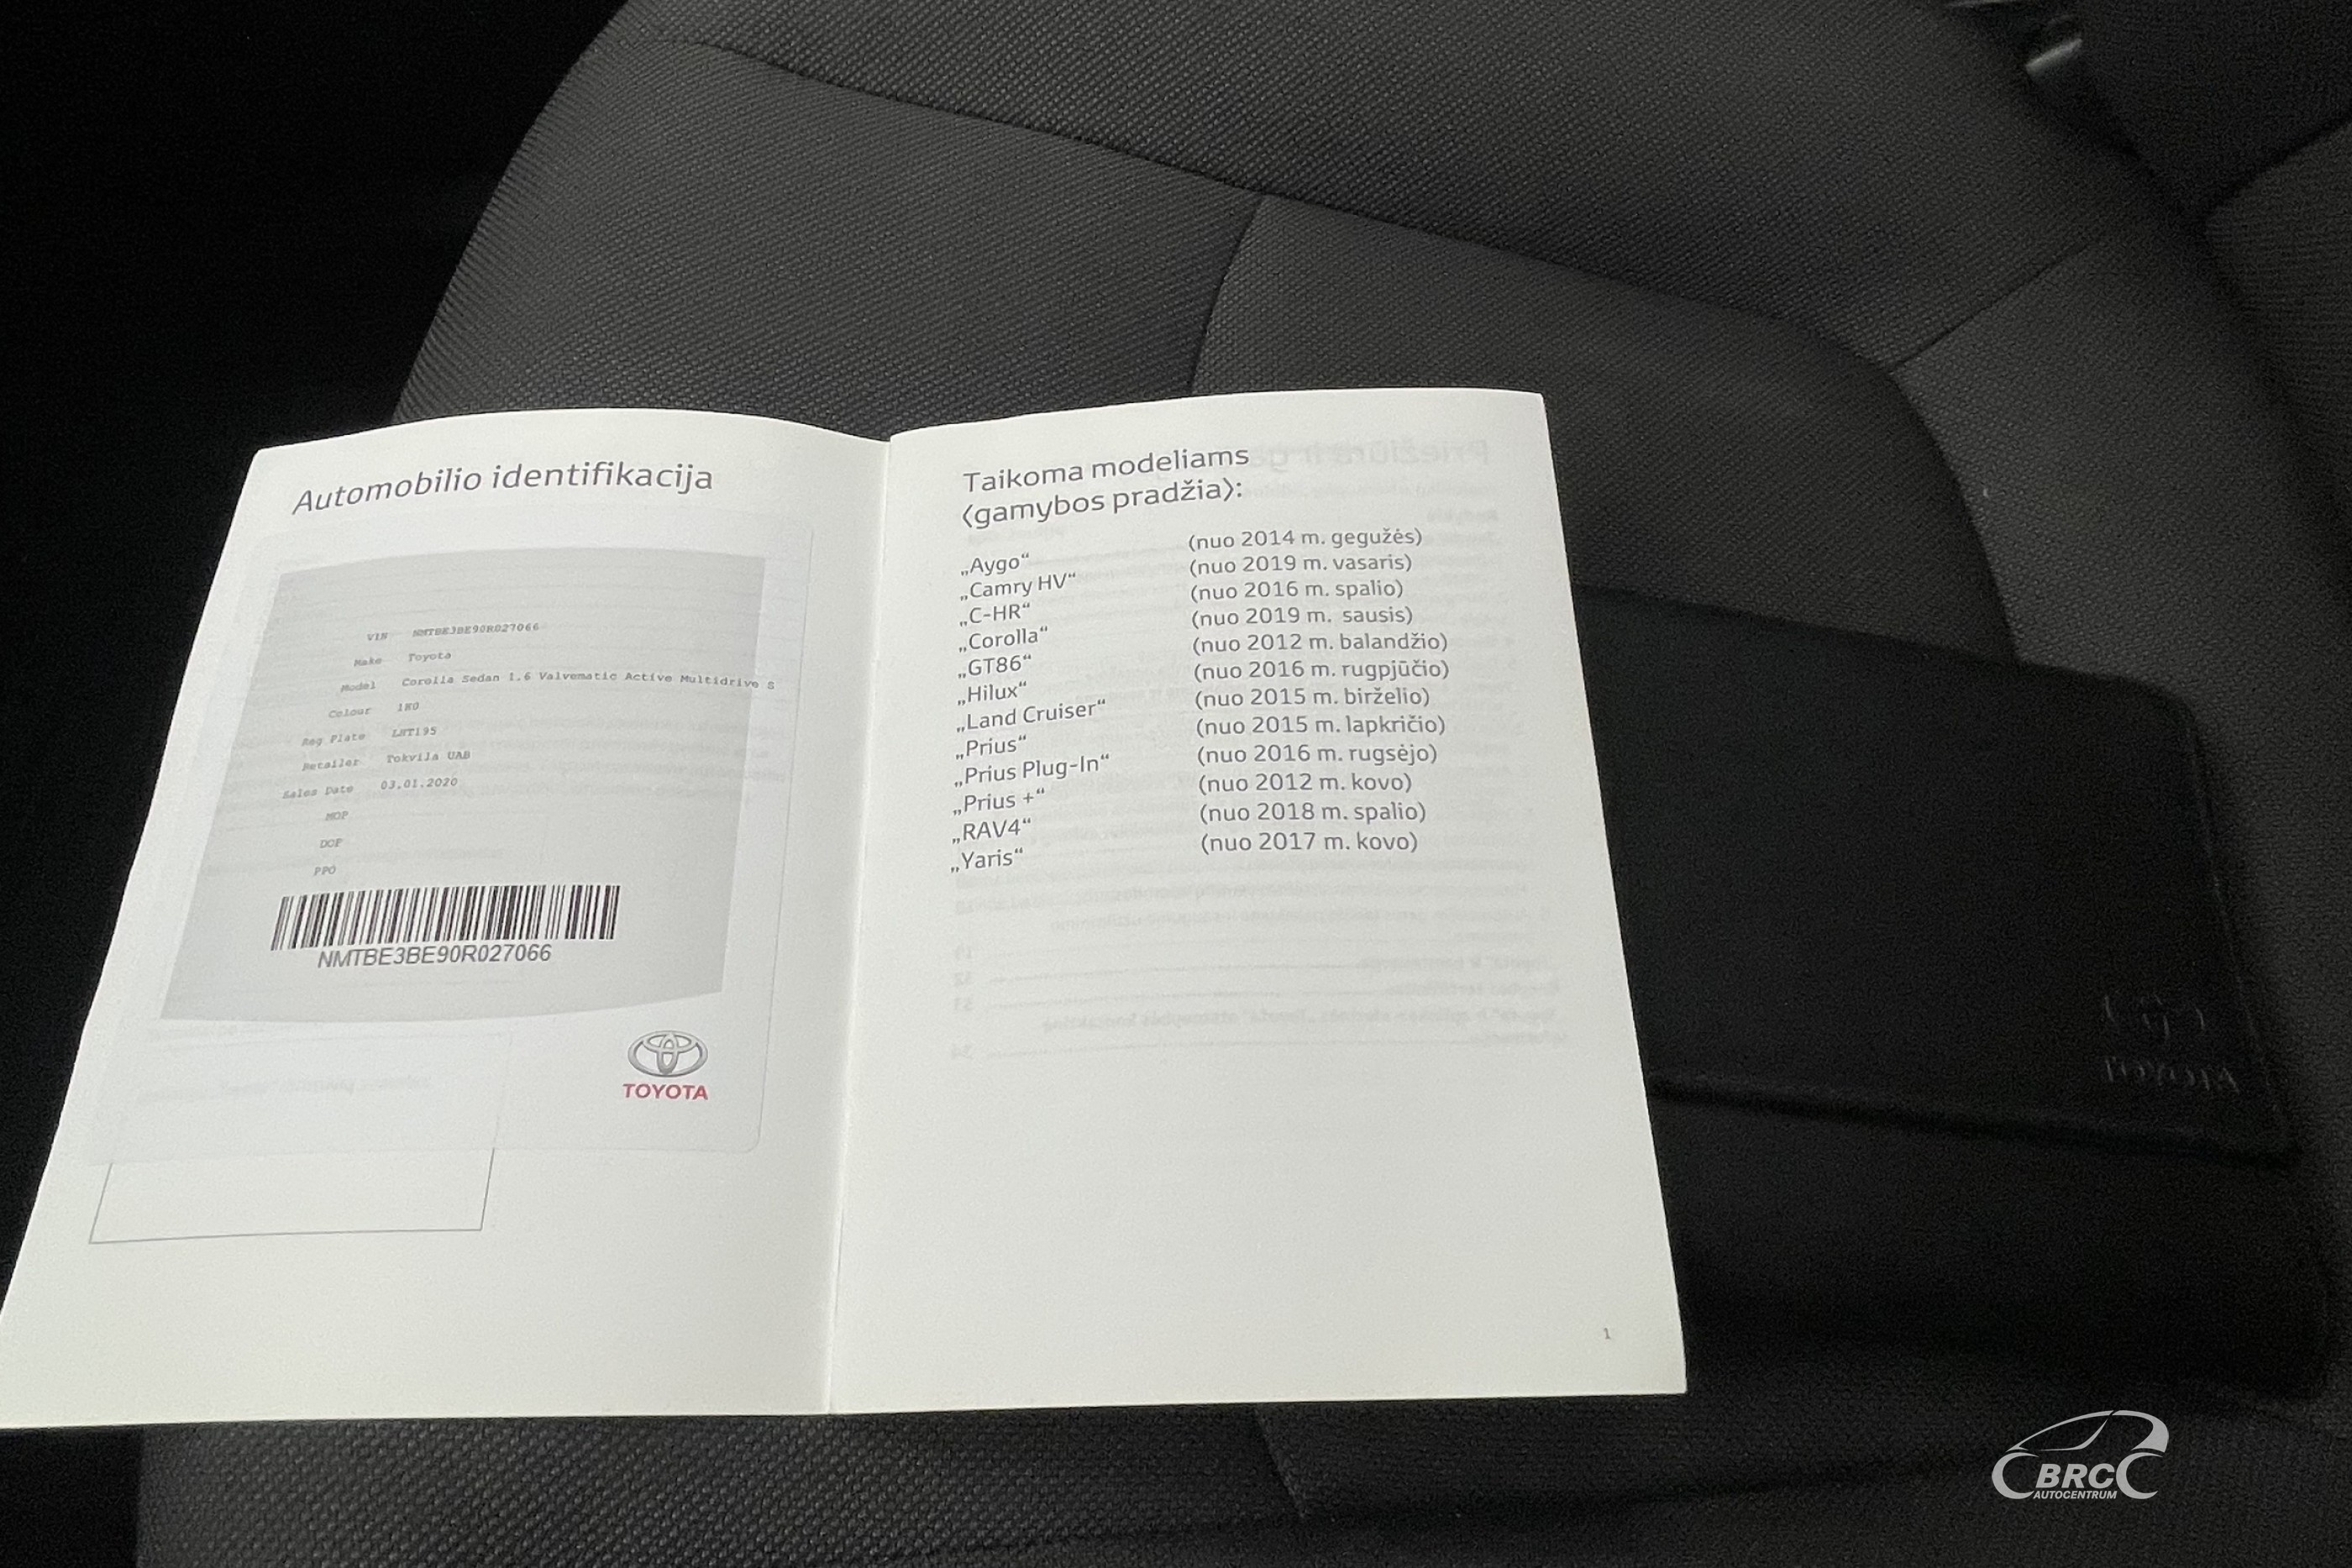 Automobilio identifikacija
VIN NMTBE3BE90R027066
Make Toyota
Model Corolla Sedan 1.6 Valvematic Active Multidrive S
Colour 1H0
Reg Plate
Retailer Tokvila UAB
Sales Date 03.01.2020
MOP
DOF
PPO
NMTBE3BE90R027066
TOYOTA
Taikoma modeliams
⟨gamybos pradžia⟩:
„Aygo“ (nuo 2014 m. gegužės)
„Camry HV“ (nuo 2019 m. vasaris)
„C-HR“ (nuo 2016 m. spalio)
„Corolla“ (nuo 2019 m. sausis)
„GT86“ (nuo 2012 m. balandžio)
„Hilux“ (nuo 2016 m. rugpjūčio)
„Land Cruiser“ (nuo 2015 m. birželio)
„Prius“ (nuo 2015 m. lapkričio)
„Prius Plug-In“ (nuo 2016 m. rugsėjo)
„Prius +“ (nuo 2012 m. kovo)
„RAV4“ (nuo 2018 m. spalio)
„Yaris“ (nuo 2017 m. kovo)
1
TOYOTA
BRC
AUTOCENTRUM